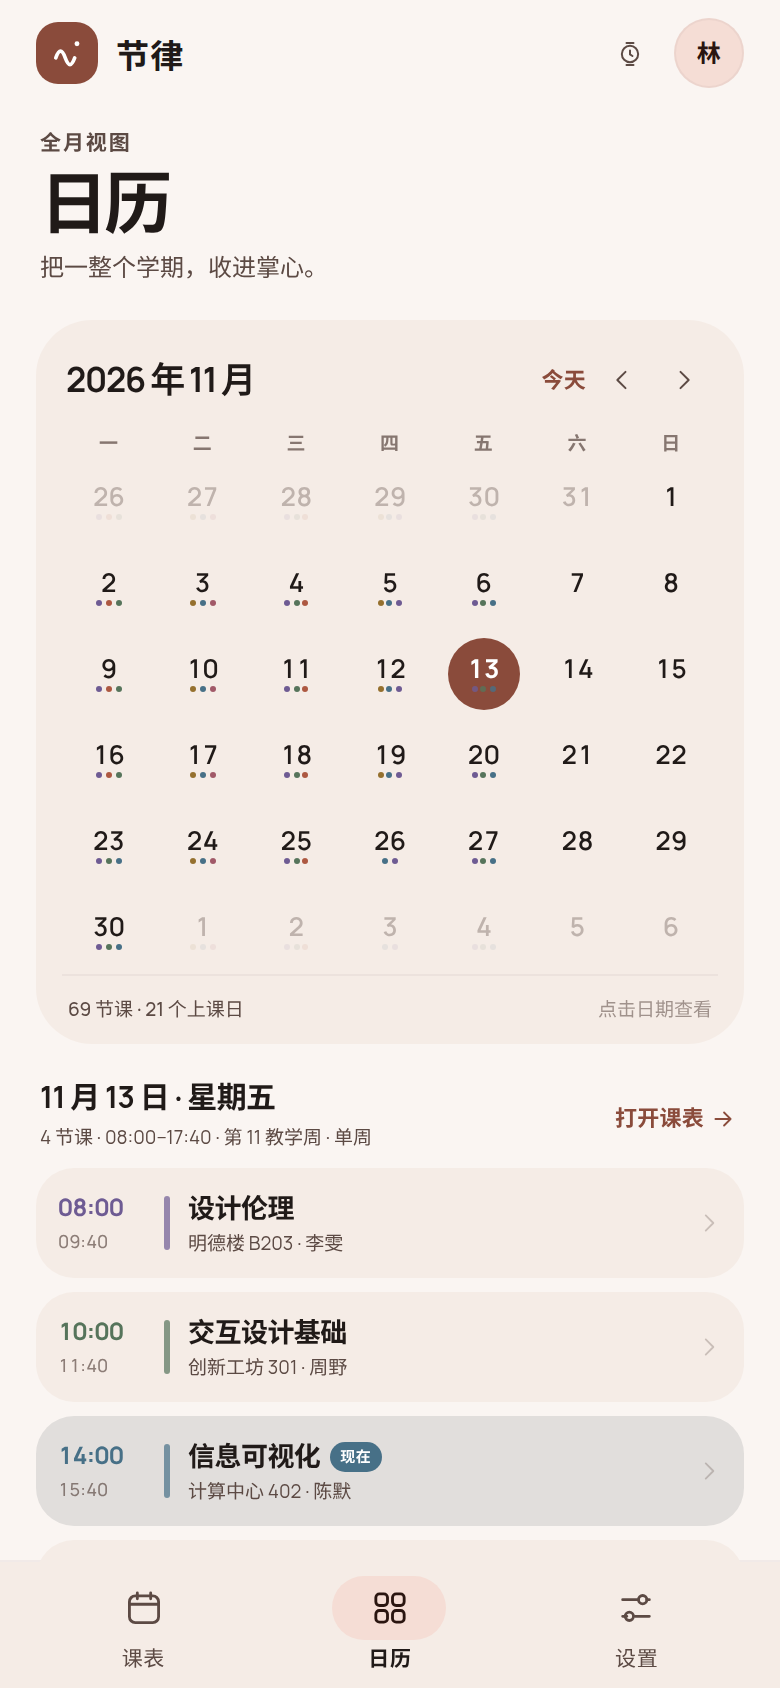 节律
林
全月视图
日历
把一整个学期，收进掌心。
2026 年 11 月
今天
一 二 三 四 五 六 日
26 27 28 29 30 31 1
2 3 4 5 6 7 8
9 10 11 12 13 14 15
16 17 18 19 20 21 22
23 24 25 26 27 28 29
30 1 2 3 4 5 6
69 节课 · 21 个上课日 点击日期查看
11 月 13 日 · 星期五
打开课表 →
4 节课 · 08:00–17:40 · 第 11 教学周 · 单周
08:00 设计伦理
09:40 明德楼 B203 · 李雯
10:00 交互设计基础
11:40 创新工坊 301 · 周野
14:00 信息可视化 现在
15:40 计算中心 402 · 陈默
课表 日历 设置